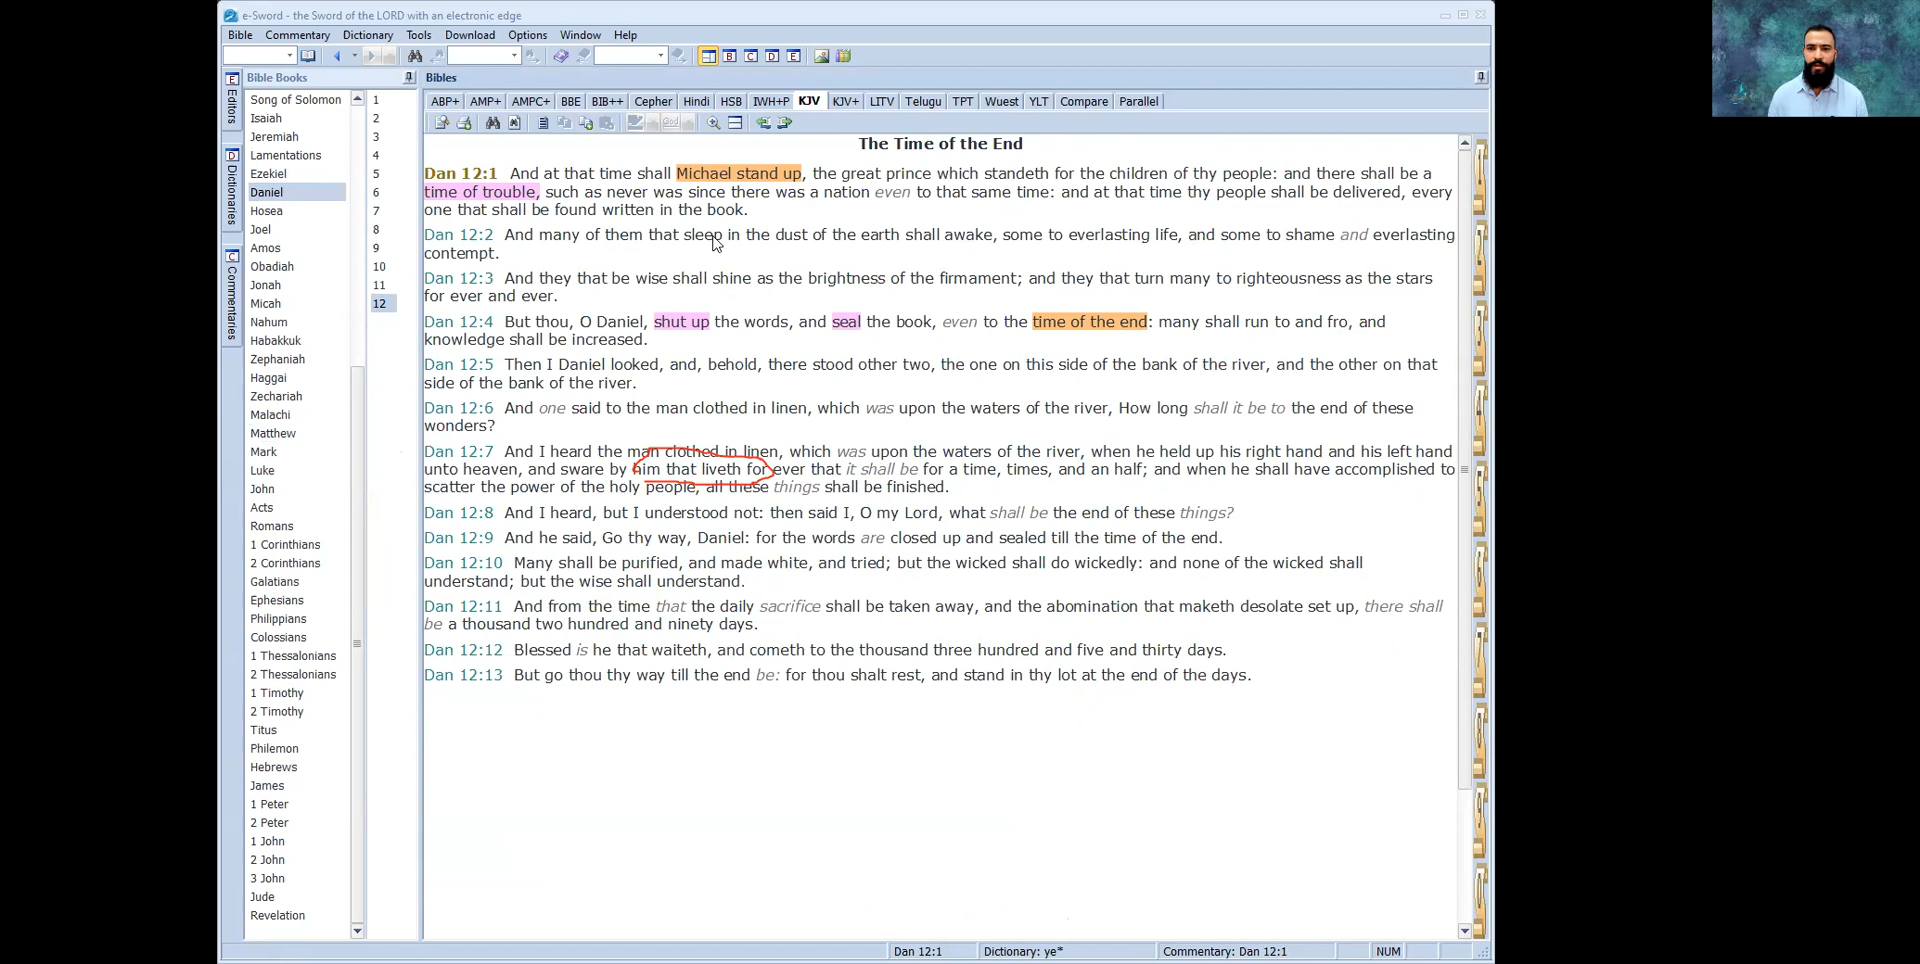 e-Sword - the Sword of the LORD with an electronic edge
Bible Commentary Dictionary Tools Download Options Window Help
Bible Books
Bibles
E Editors
D Dictionaries
C Commentaries
Song of Solomon 1
Isaiah 2
Jeremiah 3
Lamentations 4
Ezekiel 5
Daniel 6
Hosea 7
Joel 8
Amos 9
Obadiah 10
Jonah 11
Micah 12
Nahum
Habakkuk
Zephaniah
Haggai
Zechariah
Malachi
Matthew
Mark
Luke
John
Acts
Romans
1 Corinthians
2 Corinthians
Galatians
Ephesians
Philippians
Colossians
1 Thessalonians
2 Thessalonians
1 Timothy
2 Timothy
Titus
Philemon
Hebrews
James
1 Peter
2 Peter
1 John
2 John
3 John
Jude
Revelation
ABP+ AMP+ AMPC+ BBE BIB++ Cepher Hindi HSB IWH+P KJV KJV+ LITV Telugu TPT Wuest YLT Compare Parallel
The Time of the End
Dan 12:1 And at that time shall Michael stand up, the great prince which standeth for the children of thy people: and there shall be a
time of trouble, such as never was since there was a nation even to that same time: and at that time thy people shall be delivered, every
one that shall be found written in the book.
Dan 12:2 And many of them that sleep in the dust of the earth shall awake, some to everlasting life, and some to shame and everlasting
contempt.
Dan 12:3 And they that be wise shall shine as the brightness of the firmament; and they that turn many to righteousness as the stars
for ever and ever.
Dan 12:4 But thou, O Daniel, shut up the words, and seal the book, even to the time of the end: many shall run to and fro, and
knowledge shall be increased.
Dan 12:5 Then I Daniel looked, and, behold, there stood other two, the one on this side of the bank of the river, and the other on that
side of the bank of the river.
Dan 12:6 And one said to the man clothed in linen, which was upon the waters of the river, How long shall it be to the end of these
wonders?
Dan 12:7 And I heard the man clothed in linen, which was upon the waters of the river, when he held up his right hand and his left hand
unto heaven, and sware by him that liveth for ever that it shall be for a time, times, and an half; and when he shall have accomplished to
scatter the power of the holy people, all these things shall be finished.
Dan 12:8 And I heard, but I understood not: then said I, O my Lord, what shall be the end of these things?
Dan 12:9 And he said, Go thy way, Daniel: for the words are closed up and sealed till the time of the end.
Dan 12:10 Many shall be purified, and made white, and tried; but the wicked shall do wickedly: and none of the wicked shall
understand; but the wise shall understand.
Dan 12:11 And from the time that the daily sacrifice shall be taken away, and the abomination that maketh desolate set up, there shall
be a thousand two hundred and ninety days.
Dan 12:12 Blessed is he that waiteth, and cometh to the thousand three hundred and five and thirty days.
Dan 12:13 But go thou thy way till the end be: for thou shalt rest, and stand in thy lot at the end of the days.
Dan 12:1 Dictionary: ye* Commentary: Dan 12:1 NUM